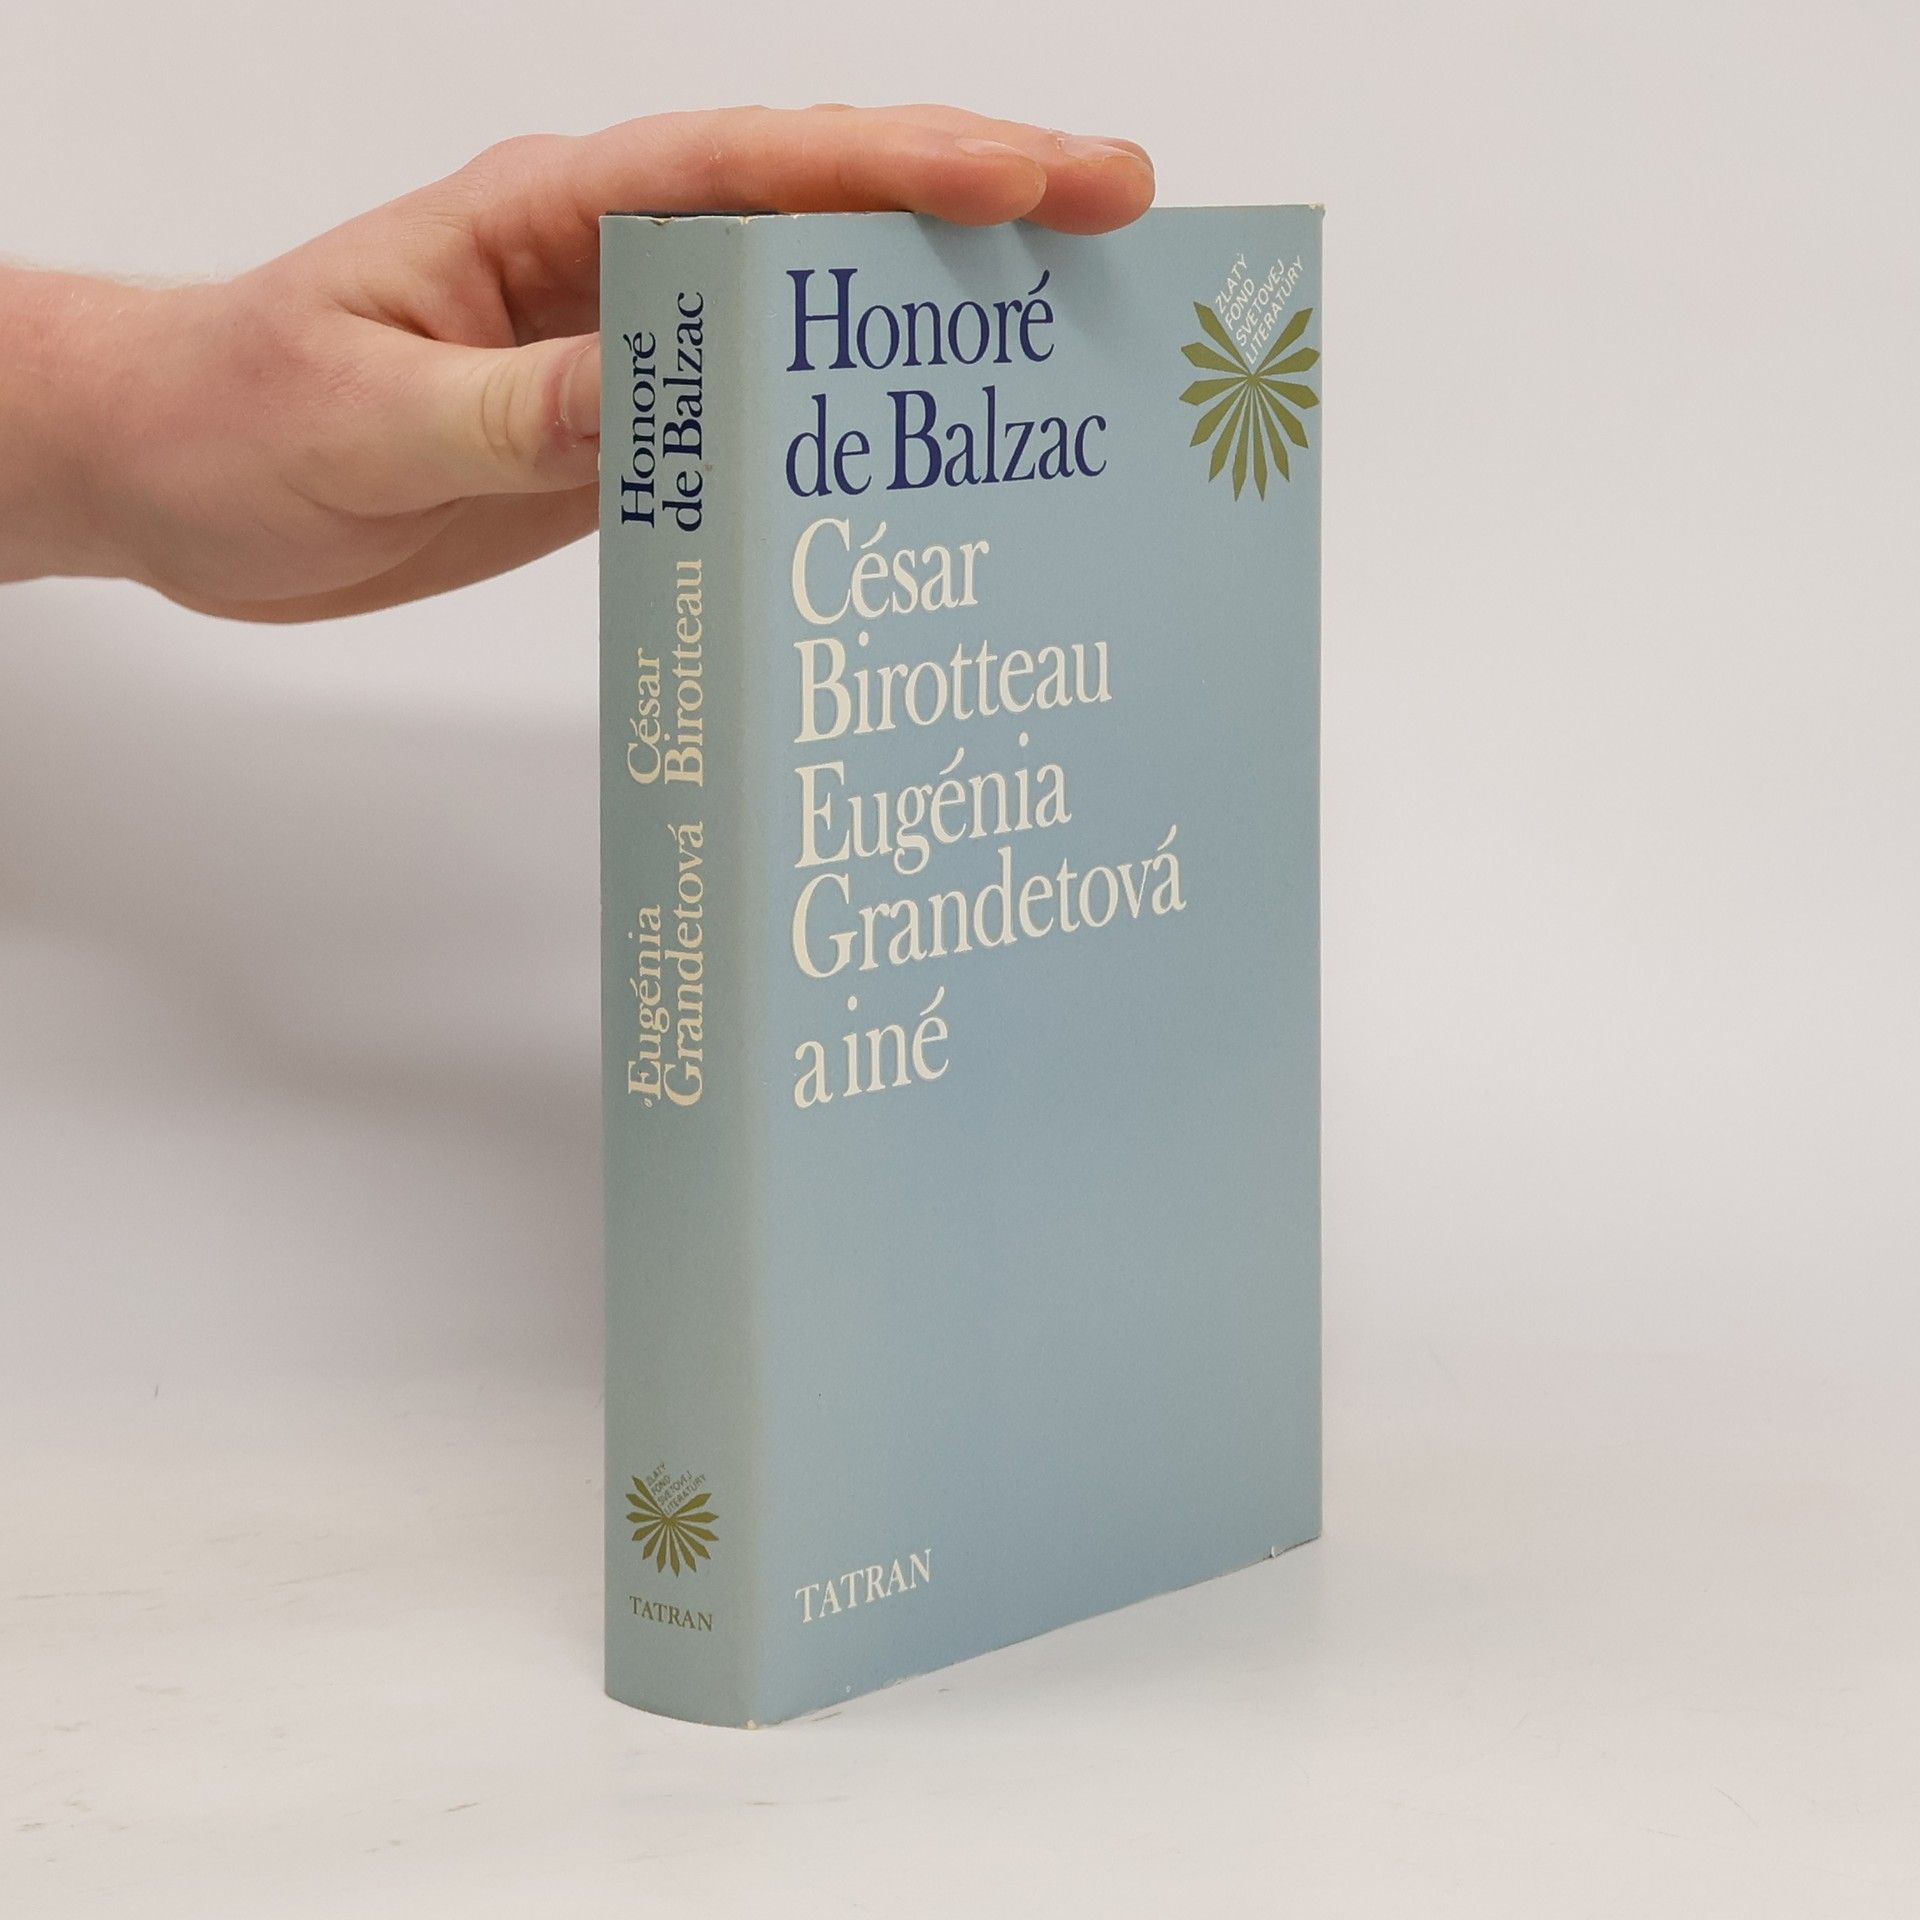 Honoré
de Balzac
César
Birotteau
Eugénia
Grandetová
Honoré
de Balzac
César
Birotteau
Eugénia
Grandetová
a iné
ZLATÝ
FOND
SVETOVEJ
LITERATÚRY
TATRAN
ZLATÝ
FOND
SVETOVEJ
LITERATÚRY
TATRAN